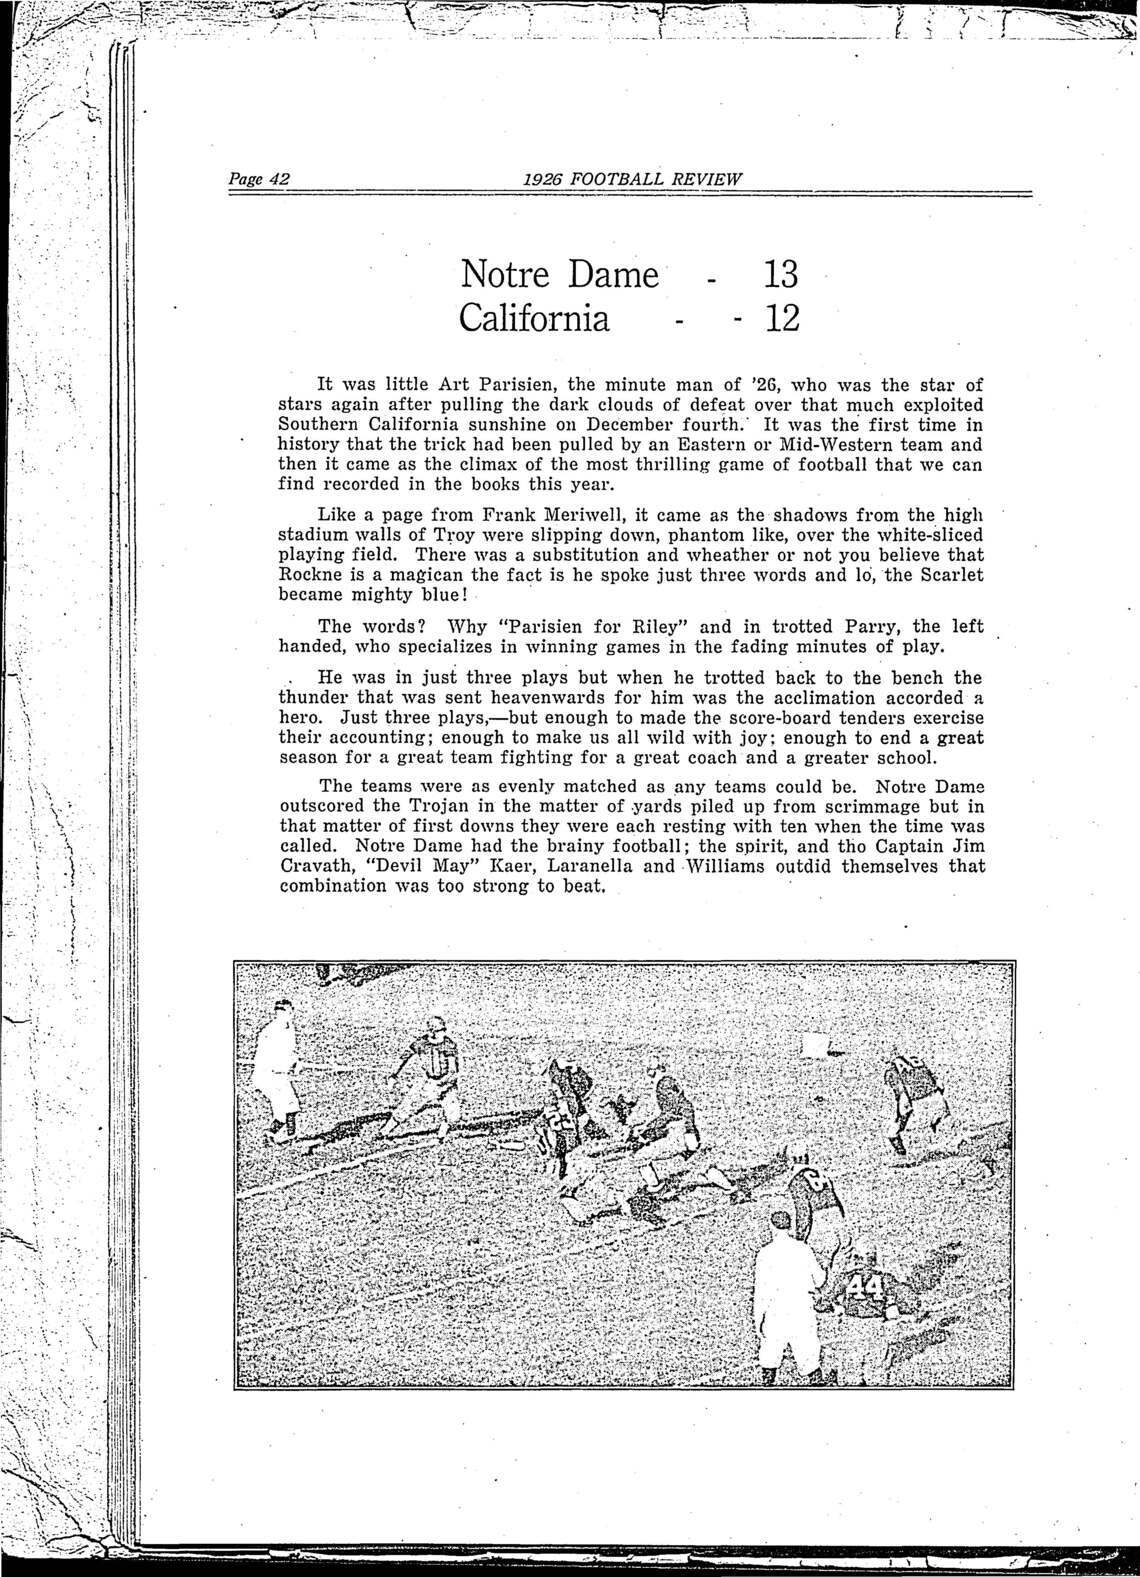 Page 42 1926 FOOTBALL REVIEW
Notre Dame - 13
California - - 12
It was little Art Parisien, the minute man of '26, who was the star of
stars again after pulling the dark clouds of defeat over that much exploited
Southern California sunshine on December fourth. It was the first time in
history that the trick had been pulled by an Eastern or Mid-Western team and
then it came as the climax of the most thrilling game of football that we can
find recorded in the books this year.
Like a page from Frank Meriwell, it came as the shadows from the high
stadium walls of Troy were slipping down, phantom like, over the white-sliced
playing field. There was a substitution and wheather or not you believe that
Rockne is a magican the fact is he spoke just three words and lo, the Scarlet
became mighty blue!
The words? Why "Parisien for Riley" and in trotted Parry, the left
handed, who specializes in winning games in the fading minutes of play.
He was in just three plays but when he trotted back to the bench the
thunder that was sent heavenwards for him was the acclimation accorded a
hero. Just three plays,—but enough to made the score-board tenders exercise
their accounting; enough to make us all wild with joy; enough to end a great
season for a great team fighting for a great coach and a greater school.
The teams were as evenly matched as any teams could be. Notre Dame
outscored the Trojan in the matter of yards piled up from scrimmage but in
that matter of first downs they were each resting with ten when the time was
called. Notre Dame had the brainy football; the spirit, and tho Captain Jim
Cravath, "Devil May" Kaer, Laranella and Williams outdid themselves that
combination was too strong to beat.
44